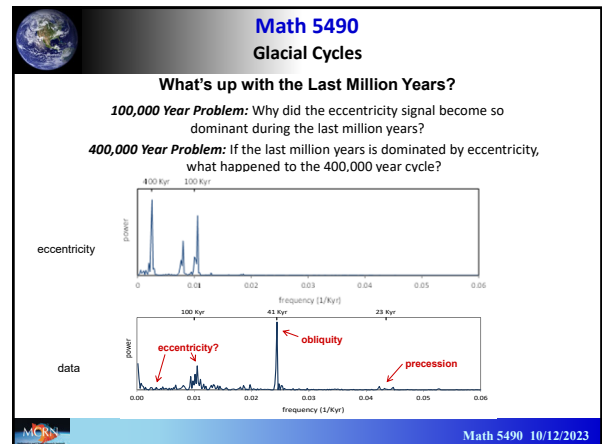 Math 5490
Glacial Cycles
What's up with the Last Million Years?
100,000 Year Problem: Why did the eccentricity signal become so
dominant during the last million years?
400,000 Year Problem: If the last million years is dominated by eccentricity,
what happened to the 400,000 year cycle?
400 Kyr 100 Kyr
power
eccentricity
0 0.01 0.02 0.03 0.04 0.05 0.06
frequency (1/Kyr)
100 Kyr 41 Kyr 23 Kyr
power
eccentricity?
obliquity
precession
data
0.00 0.01 0.02 0.03 0.04 0.05 0.06
frequency (1/Kyr)
MCRN
Math 5490 10/12/2023